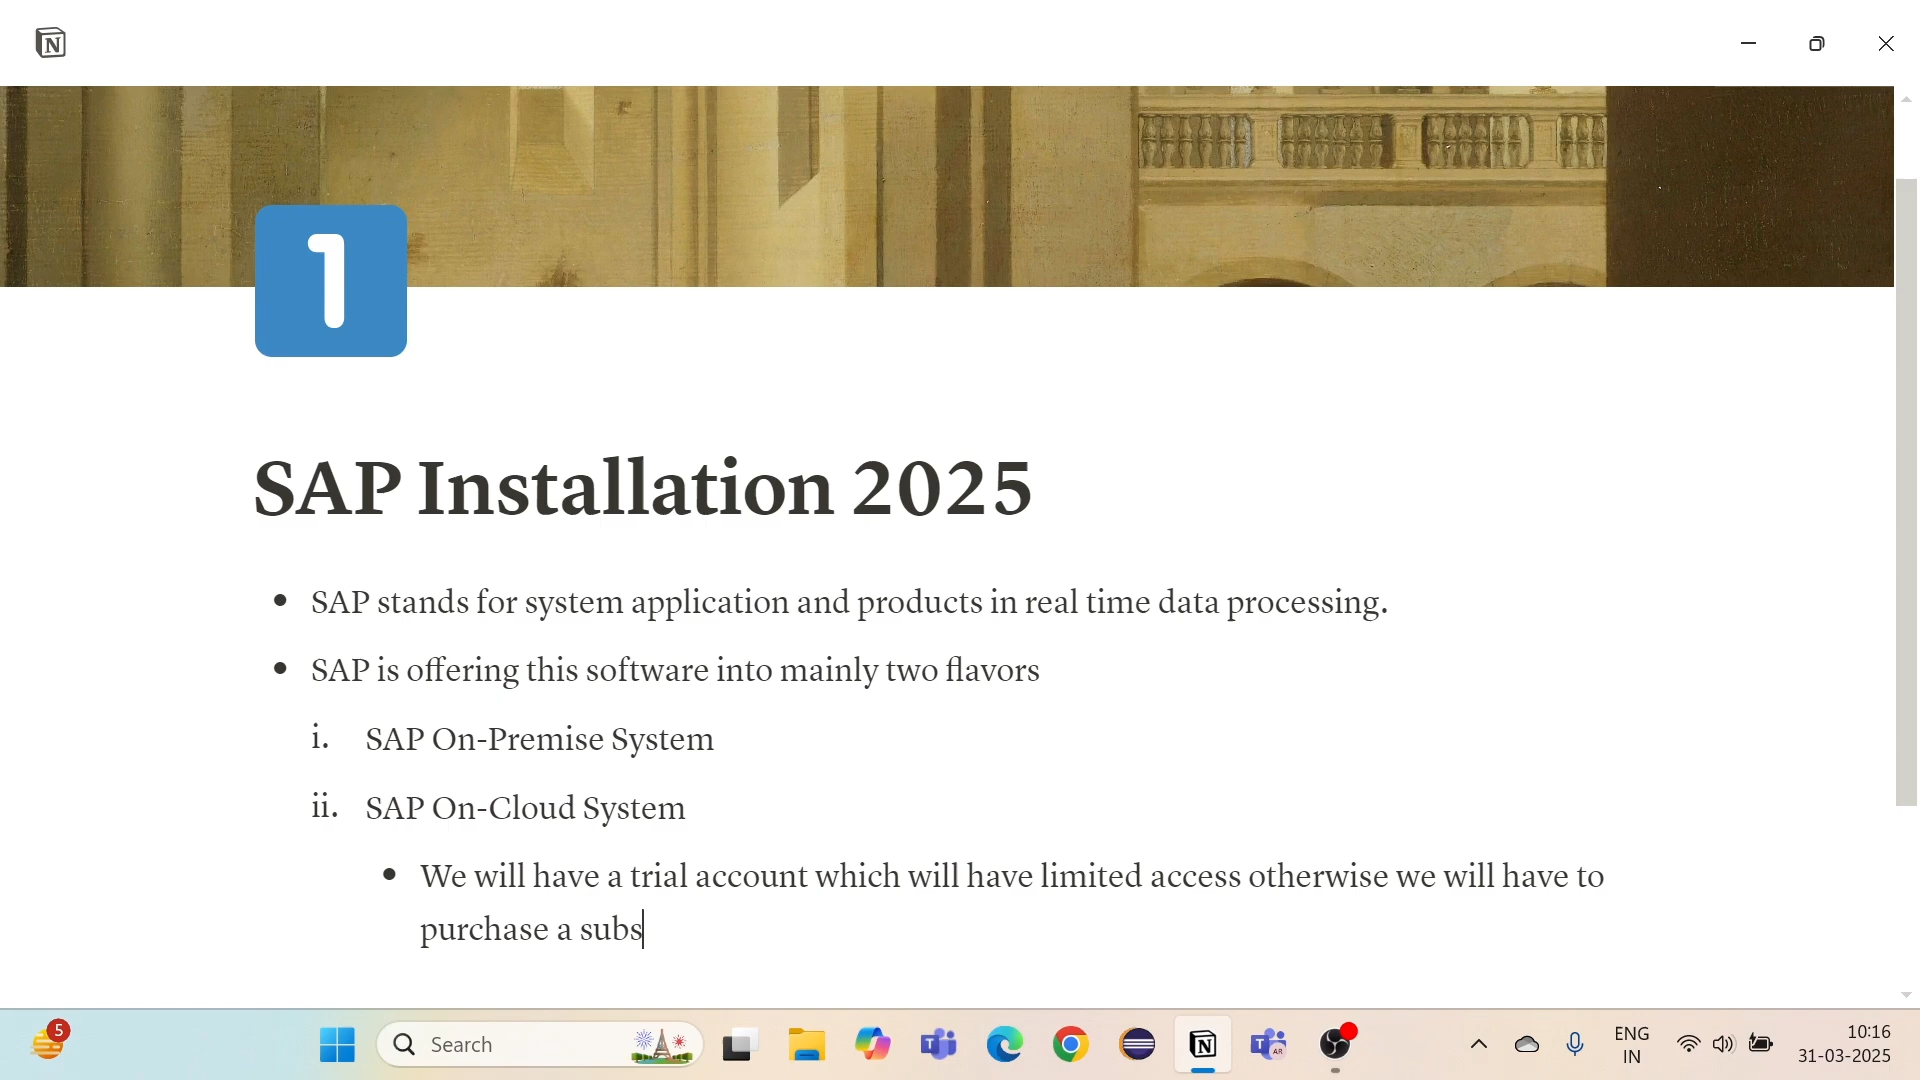 N
1
SAP Installation 2025
• SAP stands for system application and products in real time data processing.
• SAP is offering this software into mainly two flavors
i. SAP On-Premise System
ii. SAP On-Cloud System
• We will have a trial account which will have limited access otherwise we will have to
purchase a subs
5
Search
T
N
T
AR
ENG
IN
10:16
31-03-2025